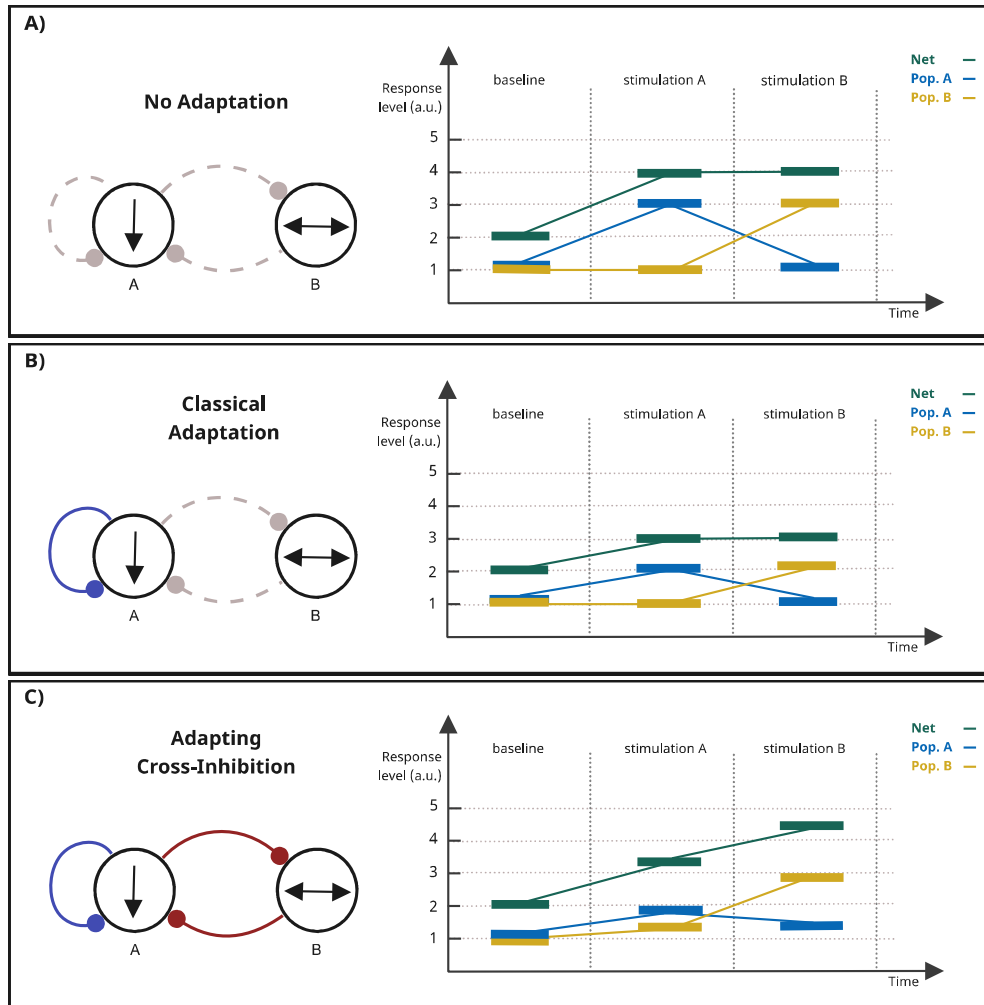 A)
No Adaptation
A
B
Response
level (a.u.)
baseline
stimulation A
stimulation B
Net
Pop. A
Pop. B
5
4
3
2
1
Time
B)
Classical
Adaptation
A
B
Response
level (a.u.)
baseline
stimulation A
stimulation B
Net
Pop. A
Pop. B
5
4
3
2
1
Time
C)
Adapting
Cross-Inhibition
A
B
Response
level (a.u.)
baseline
stimulation A
stimulation B
Net
Pop. A
Pop. B
5
4
3
2
1
Time